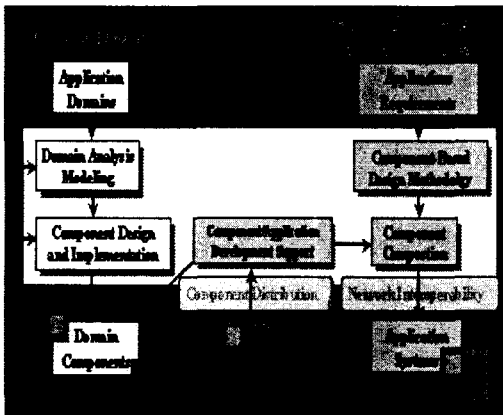 Application
Domains
Application
Requirements
Domain Analysis
Modeling
Component-Based
Design Methodology
Component Design
and Implementation
Component/Application
Development Support
Component
Composition
Component Distribution
Network Interoperability
Domain
Components
Application
Systems